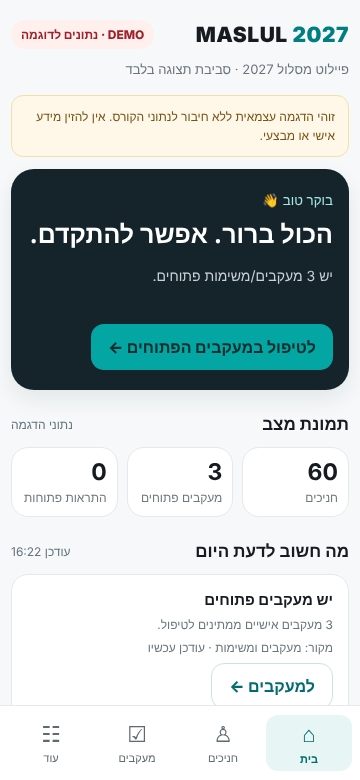 MASLUL 2027
DEMO · נתונים לדוגמה
פיילוט מסלול 2027 · סביבת תצוגה בלבד
זוהי הדגמה עצמאית ללא חיבור לנתוני הקורס. אין להזין מידע
אישי או מבצעי.
בוקר טוב 👋
הכול ברור. אפשר להתקדם.
יש 3 מעקבים/משימות פתוחים.
לטיפול במעקבים הפתוחים ←
תמונת מצב
נתוני הדגמה
60
חניכים
3
מעקבים פתוחים
0
התראות פתוחות
מה חשוב לדעת היום
עודכן 16:22
יש מעקבים פתוחים
3 מעקבים אישיים ממתינים לטיפול.
מקור: מעקבים ומשימות · עודכן עכשיו
למעקבים ←
בית
חניכים
מעקבים
עוד